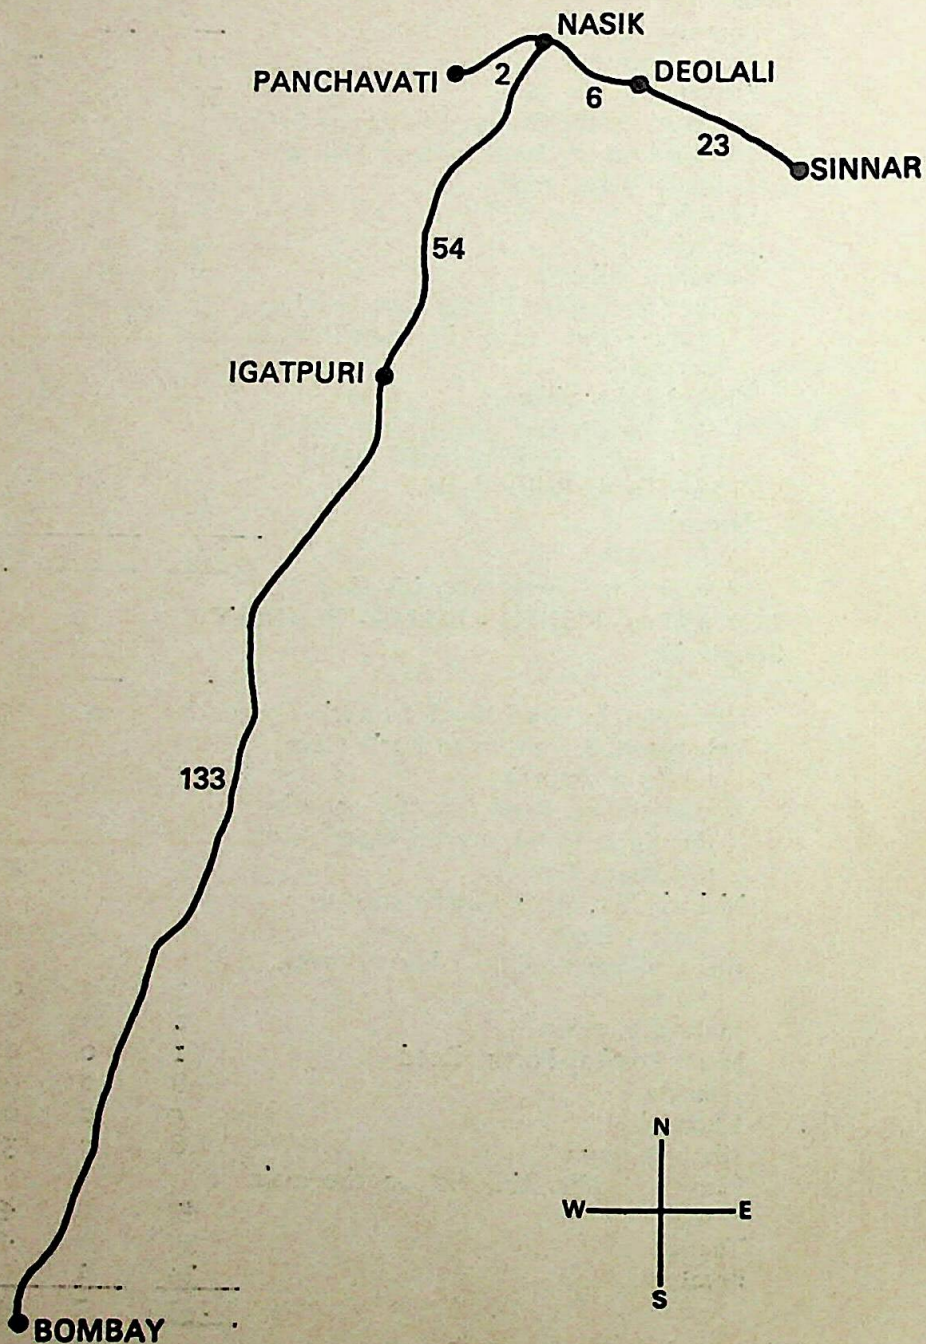 NASIK
PANCHAVATI
2
DEOLALI
6
23
SINNAR
54
IGATPURI
133
N
W
E
S
BOMBAY